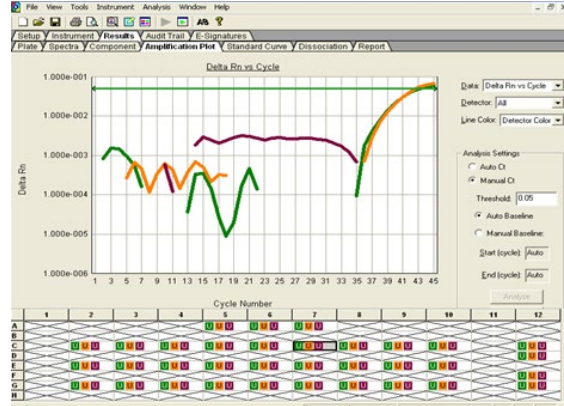 File View Tools Instrument Analysis Window Help
Setup Instrument Results Audit Trail E-Signatures
Plate Spectra Component Amplification Plot Standard Curve Dissociation Report
Delta Rn vs Cycle
Data: Delta Rn vs Cycle
Detector: All
Line Color: Detector Color
Analysis Settings
Auto Ct
Manual Ct
Threshold: 0.05
Auto Baseline
Manual Baseline:
Start (cycle): Auto
End (cycle): Auto
Analyze
Delta Rn
1.000e-001
1.000e-002
1.000e-003
1.000e-004
1.000e-005
1.000e-006
1 3 5 7 9 11 13 15 17 19 21 23 25 27 29 31 33 35 37 39 41 43 45
Cycle Number
1 2 3 4 5 6 7 8 9 10 11 12
A U U U U U U U U U
B
C U U U U U U U U U U U U U U U U U U U U U U U U U U U U U U
D U U U
E U U U U U U U U U U U U U U U U U U U U U U U U U U U
F
G U U U U U U U U U U U U U U U U U U U U U U U U U U U U U U
H